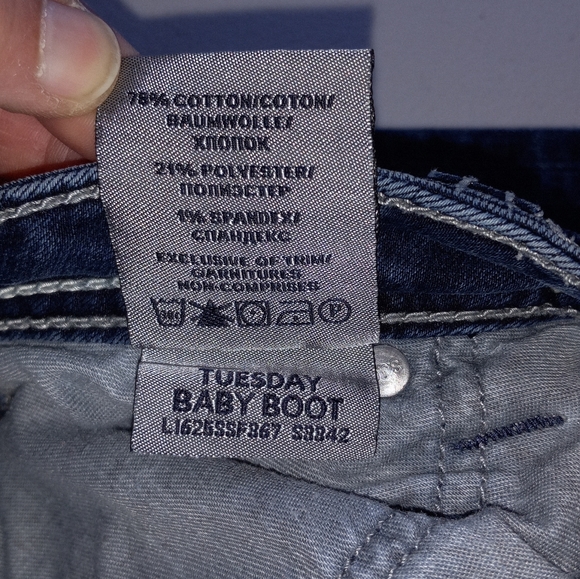 78% COTTON/COTON/
BAUMWOLLE/
ХЛОПОК
21% POLYESTER/
ПОЛИЭСТЕР
1% SPANDEX/
СПАНДЕКС
EXCLUSIVE OF TRIM/
GARNITURES
NON-COMPRISES
TUESDAY
BABY BOOT
L1625SSF867 S8842